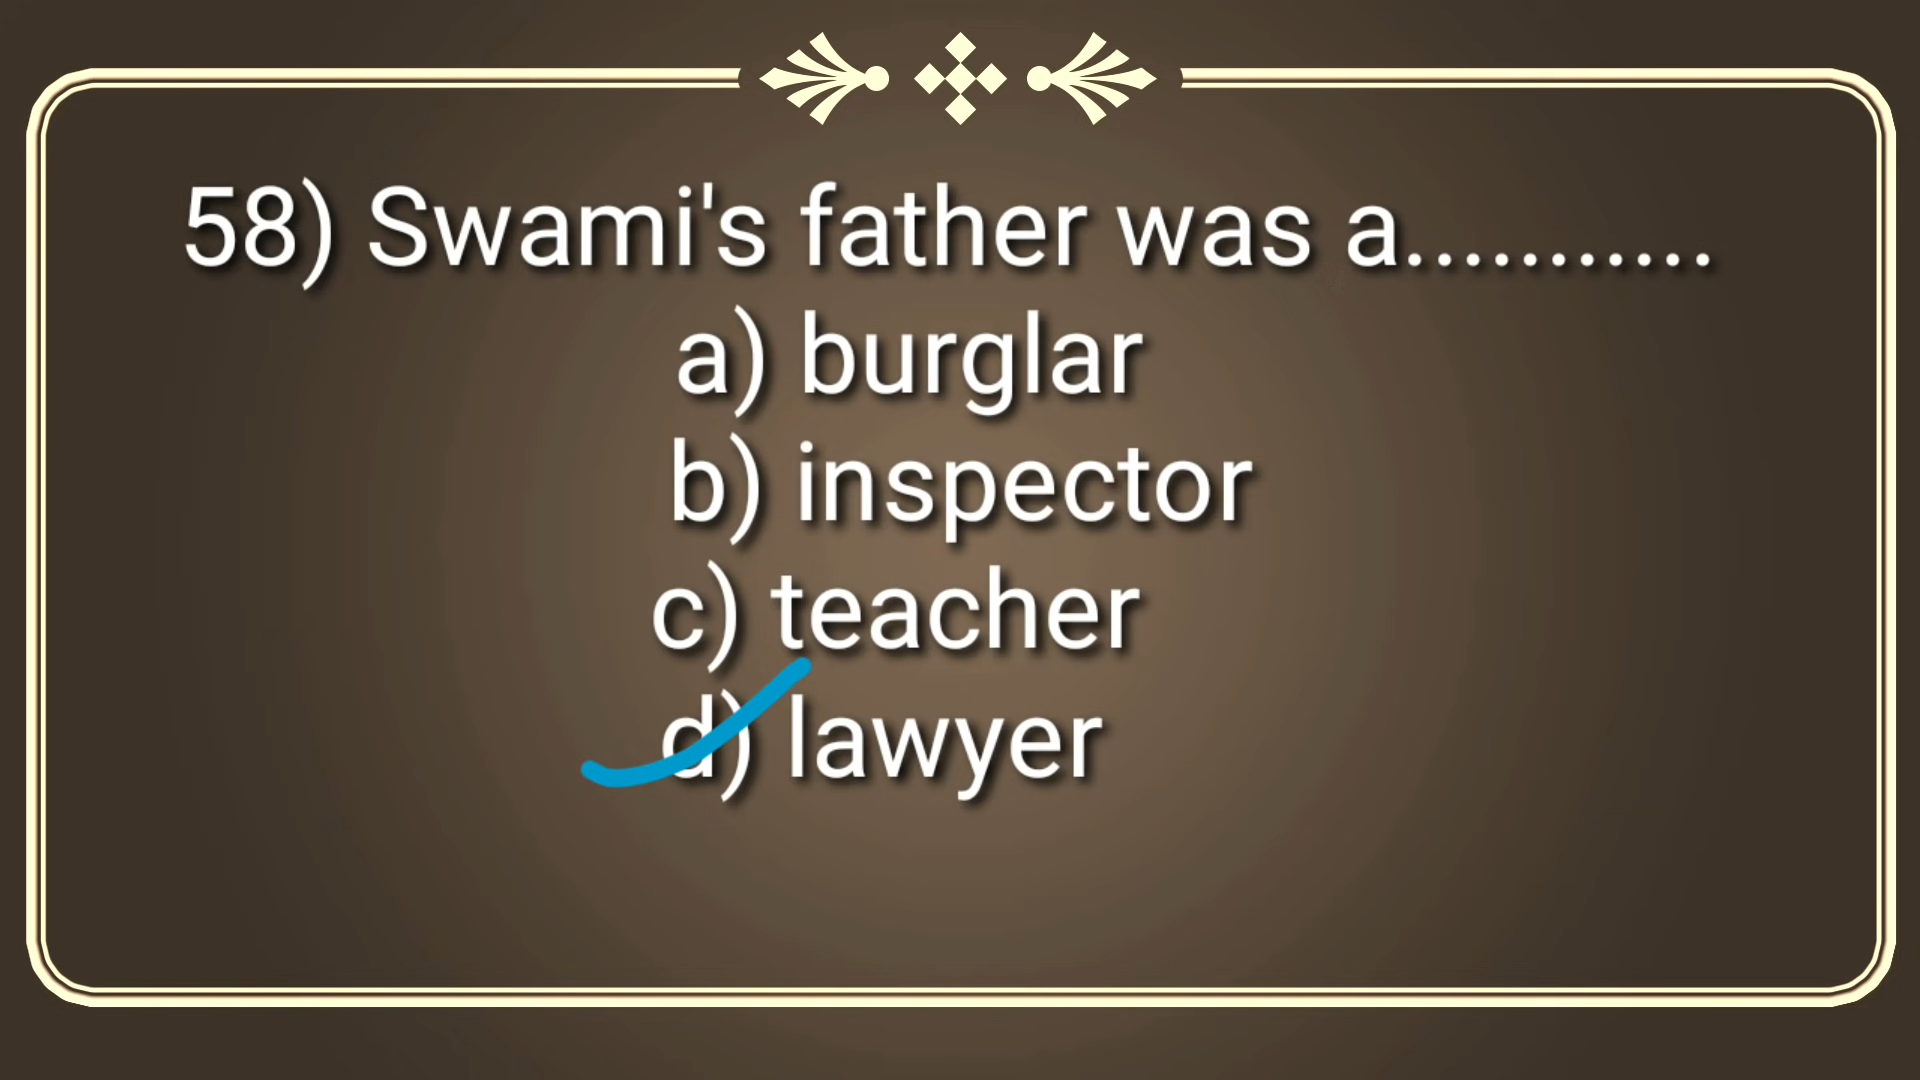 58) Swami's father was a...........
a) burglar
b) inspector
c) teacher
d) lawyer